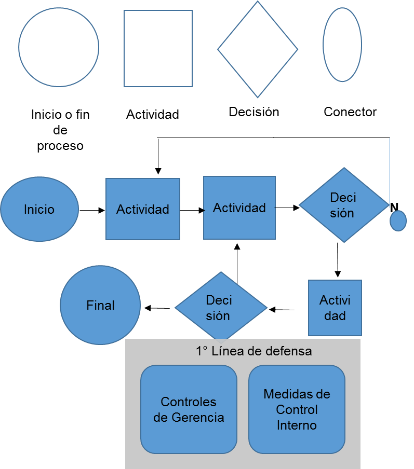 Inicio o fin
de
proceso
Actividad
Decisión
Conector
Inicio
Actividad
Actividad
Deci
sión
N
Final
Deci
sión
Activi
dad
1° Línea de defensa
Controles
de Gerencia
Medidas de
Control
Interno